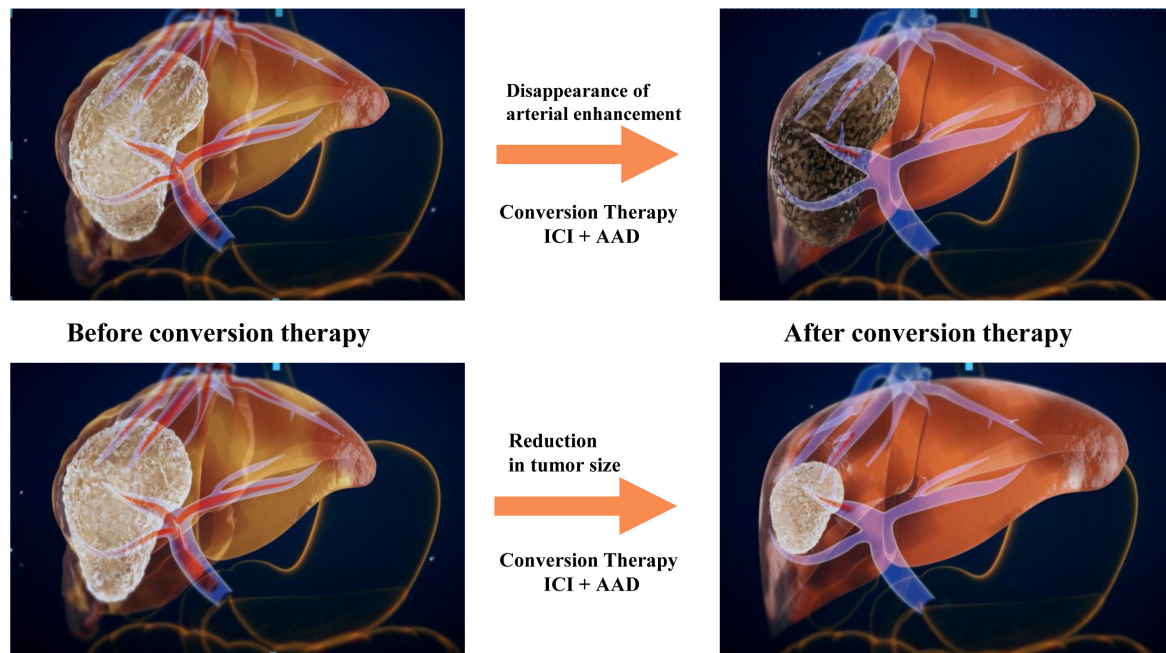 Disappearance of
arterial enhancement
Conversion Therapy
ICI + AAD
Before conversion therapy
After conversion therapy
Reduction
in tumor size
Conversion Therapy
ICI + AAD